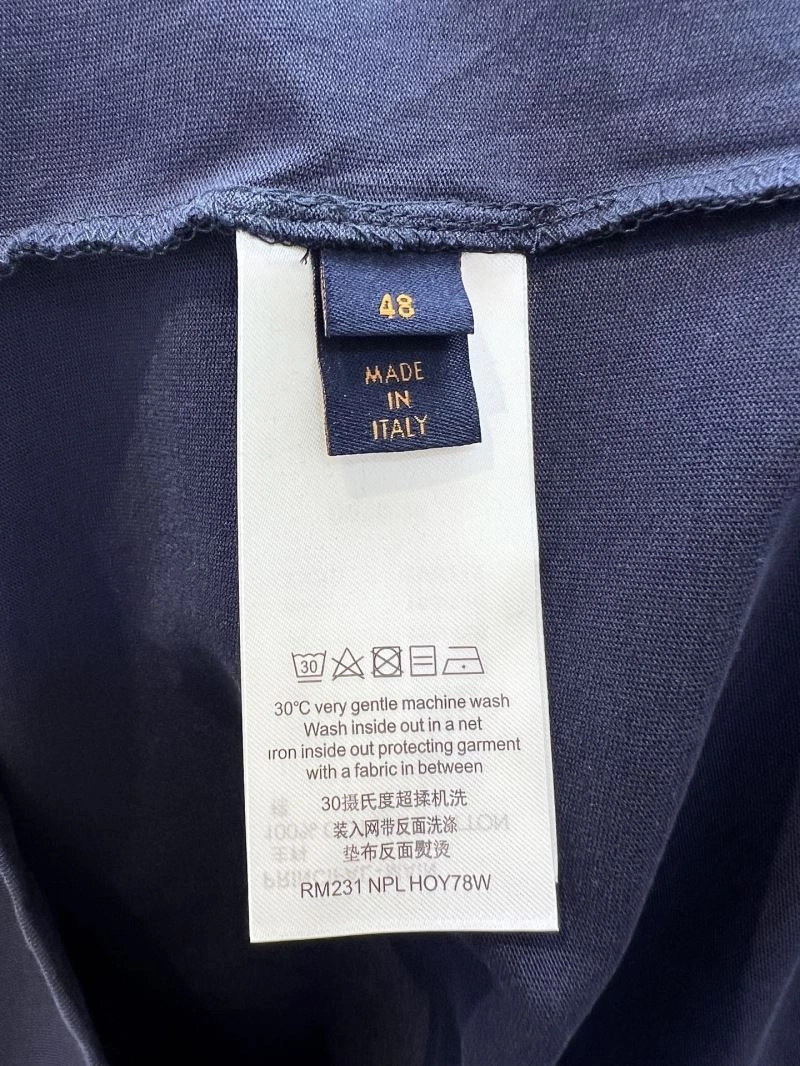 48
MADE
IN
ITALY
30
30°C very gentle machine wash
Wash inside out in a net
iron inside out protecting garment
with a fabric in between
30摄氏度超揉机洗
装入网带反面洗涤
垫布反面熨烫
RM231 NPL HOY78W